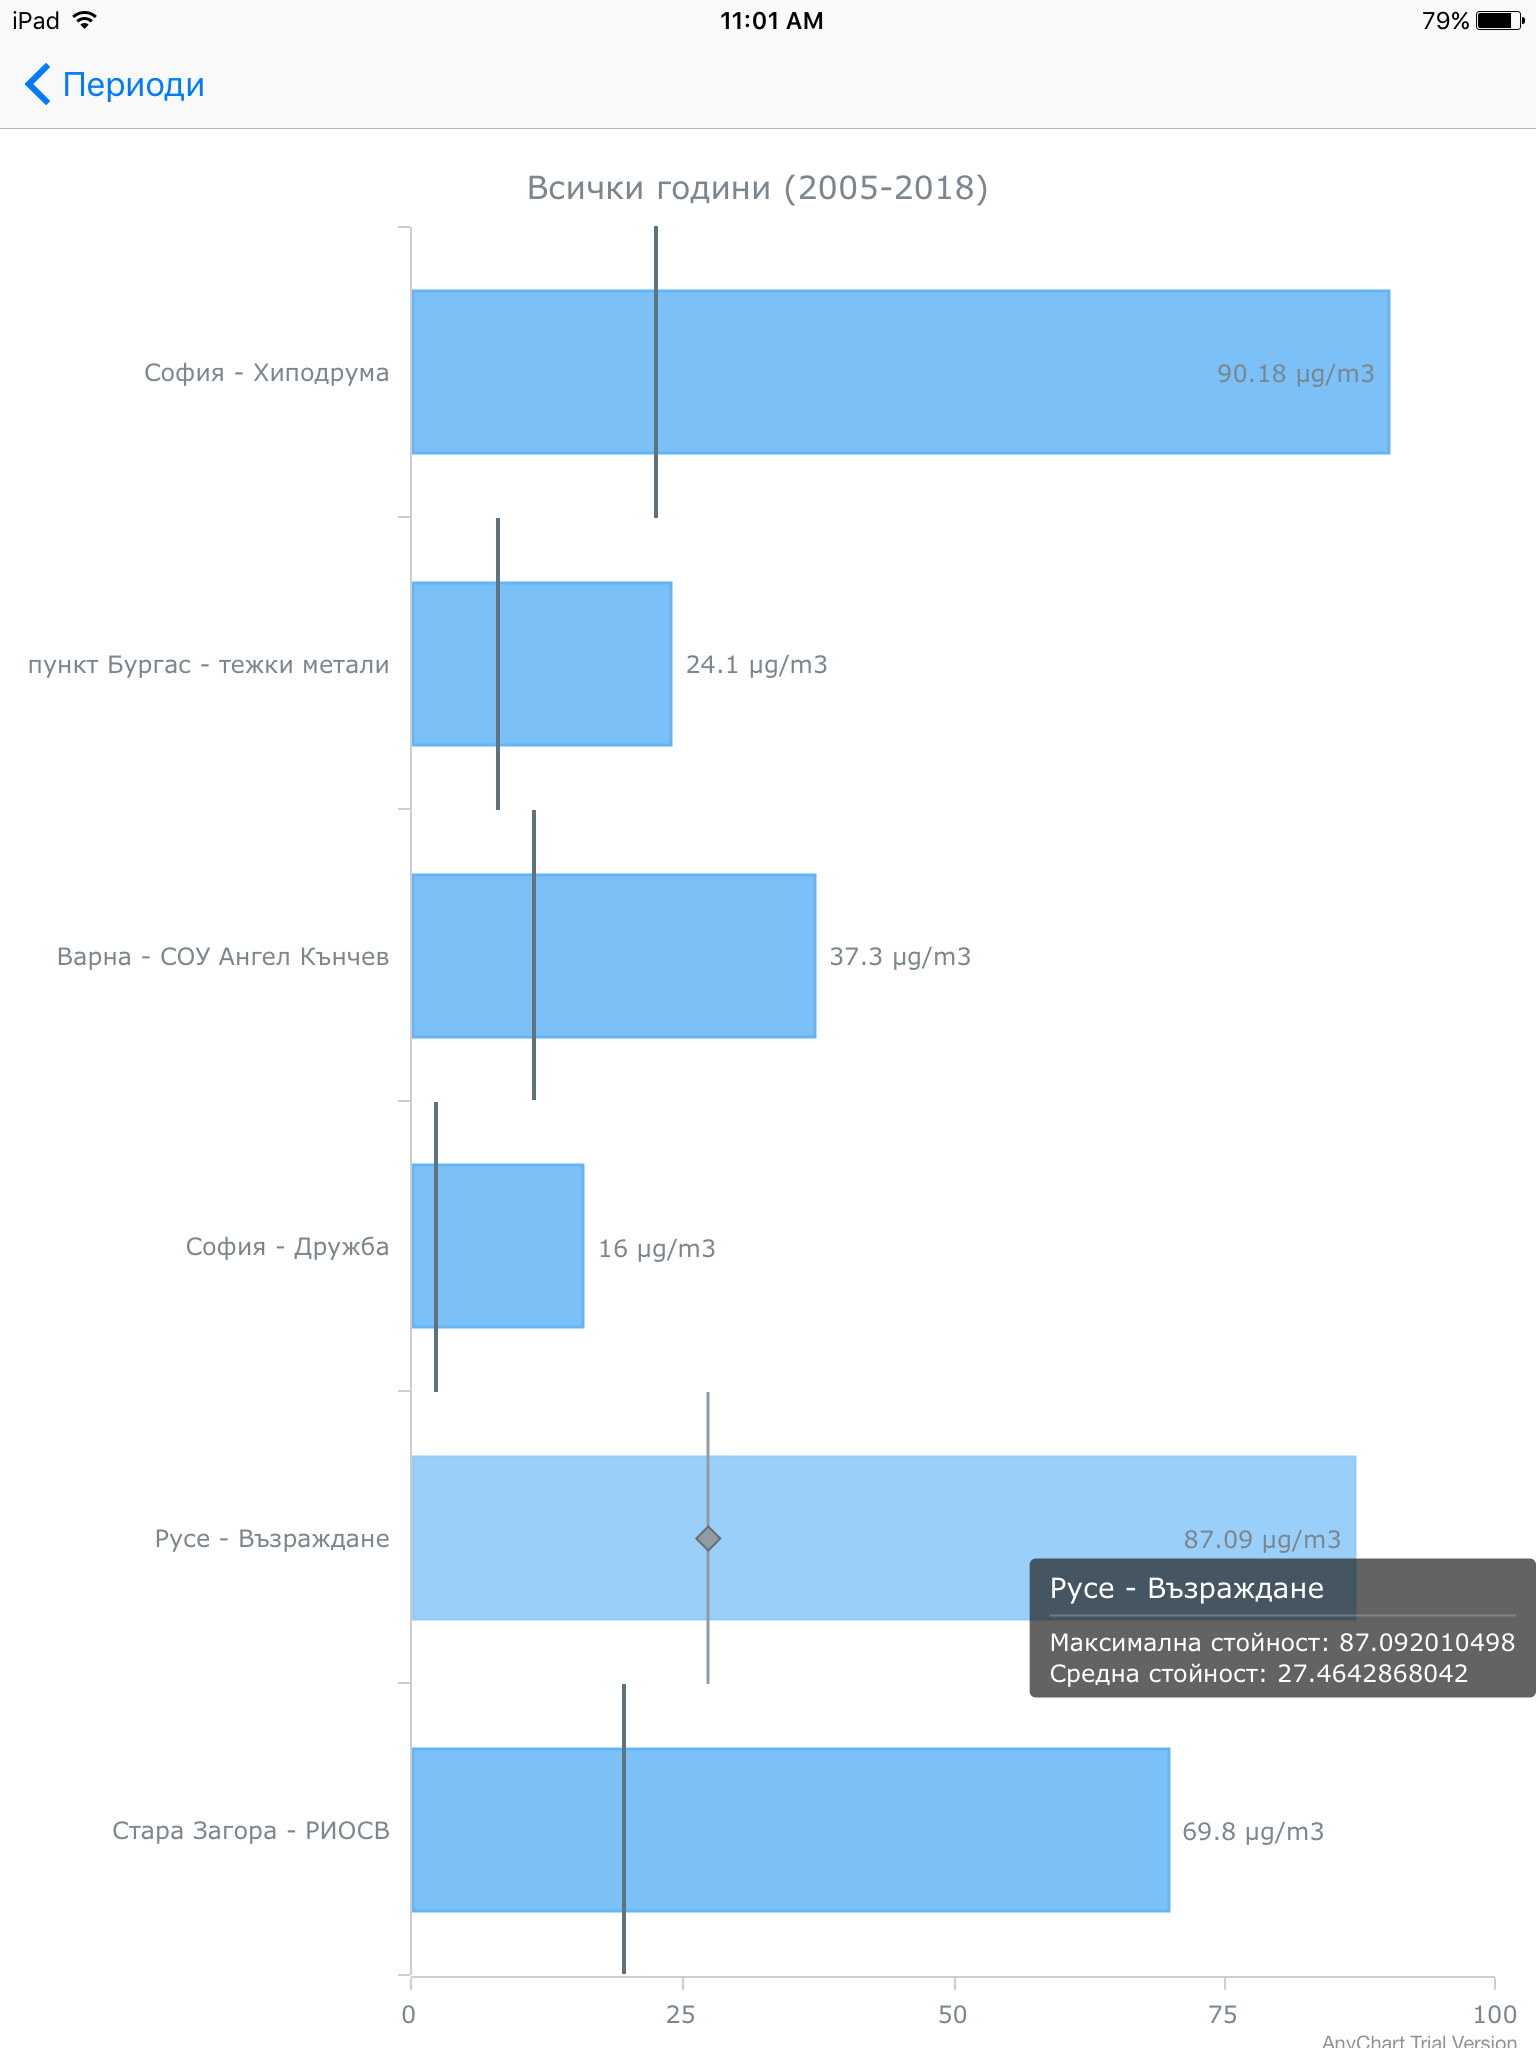 iPad 11:01 AM 79%
Периоди
Всички години (2005-2018)
София - Хиподрума 90.18 µg/m3
пункт Бургас - тежки метали 24.1 µg/m3
Варна - СОУ Ангел Кънчев 37.3 µg/m3
София - Дружба 16 µg/m3
Русе - Възраждане 87.09 µg/m3
Русе - Възраждане
Максимална стойност: 87.092010498
Средна стойност: 27.4642868042
Стара Загора - РИОСВ 69.8 µg/m3
0 25 50 75 100
AnyChart Trial Version